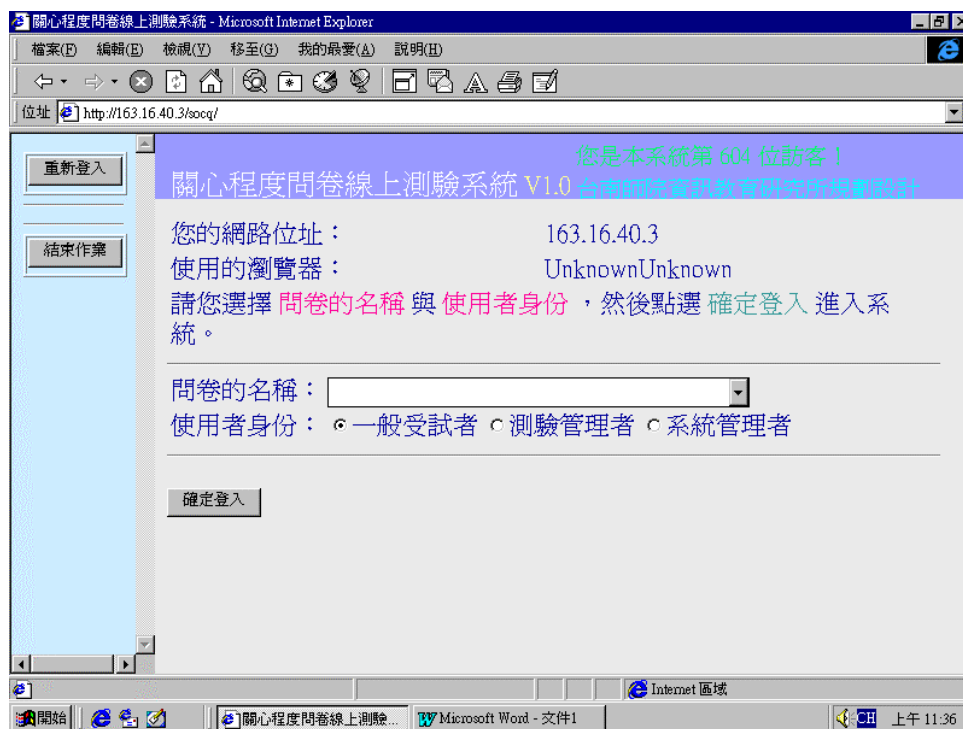 關心程度問卷線上測驗系統 - Microsoft Internet Explorer
檔案(F) 編輯(E) 檢視(V) 移至(G) 我的最愛(A) 說明(H)
位址 http://163.16.40.3/socq/
重新登入
結束作業
您是本系統第 604 位訪客！
關心程度問卷線上測驗系統 V1.0 台南師院資訊教育研究所規劃設計
您的網路位址： 163.16.40.3
使用的瀏覽器： UnknownUnknown
請您選擇 問卷的名稱 與 使用者身份 ，然後點選 確定登入 進入系
統。
問卷的名稱：
使用者身份： 一般受試者 測驗管理者 系統管理者
確定登入
Internet 區域
開始 關心程度問卷線上測驗... Microsoft Word - 文件1 CH 上午 11:36